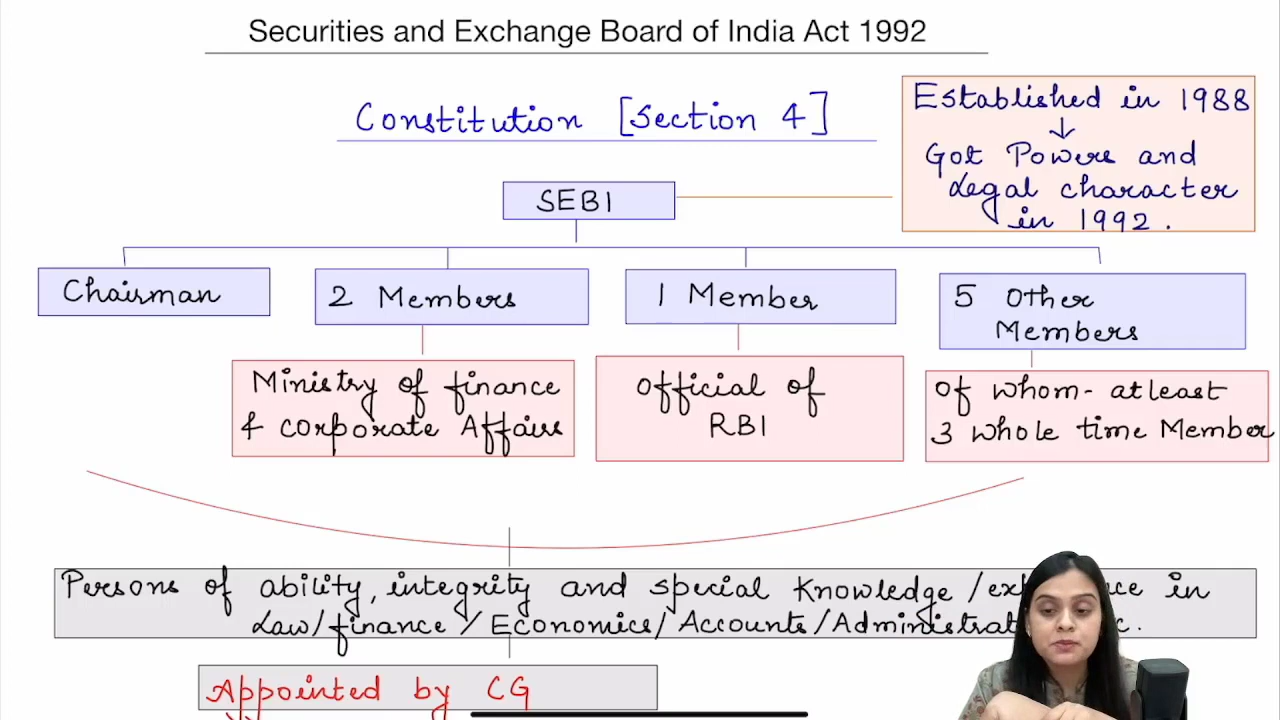 Securities and Exchange Board of India Act 1992
Constitution [Section 4]
Established in 1988
↓
Got Powers and
Legal character
in 1992.
SEBI
Chairman
2 Members
1 Member
5 Other
Members
Ministry of finance
& corporate Affairs
official of
RBI
of whom- atleast
3 whole time Member
Persons of ability, integrity and special Knowledge / in
Law/finance/Economics/Accounts/
Appointed by CG